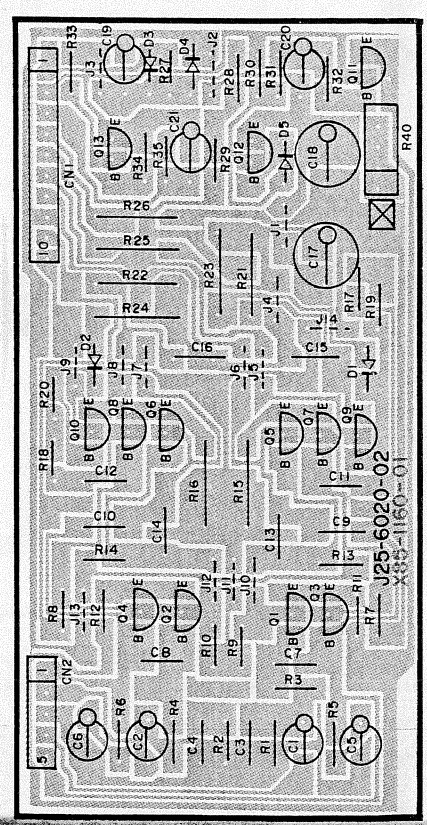 R33
C19
D3
D4
J2
C20
E
J3
R27
R28
R30
R31
R32
Q11
B
1
R40
E
C21
E
D5
Q13
B
R34
R35
R29
Q12
B
C18
CN1
R26
J1
10
R25
R22
R23
R21
C17
R24
J4
R17
R19
J14
J9
D2
J8
J7
C16
J6
J5
C15
D1
R20
Q10
E
B
Q8
E
B
Q6
E
B
Q5
E
B
Q7
E
B
Q9
E
B
R18
C12
C11
R16
R15
C10
C14
C13
C9
R14
R13
J25-6020-02
X85-1160-01
J12
J11
J10
R8
J13
R12
Q4
E
B
Q2
E
B
R10
R9
Q1
E
B
Q3
E
B
R11
R7
C8
C7
R3
1
CN2
5
C6
R6
C2
R4
C4
R2
C3
R1
C1
R5
C5